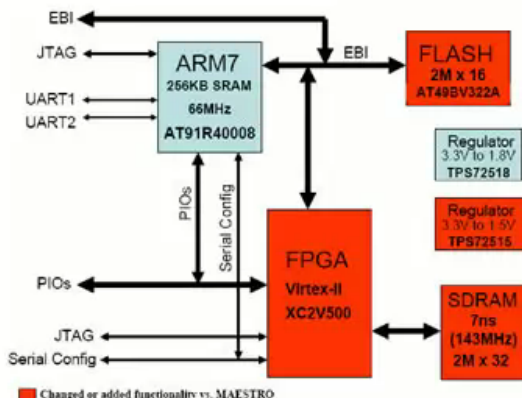 EBI
JTAG
UART1
UART2
ARM7
256KB SRAM
66MHz
AT91R40008
EBI
FLASH
2M x 16
AT49BV322A
Regulator
3.3V to 1.8V
TPS72518
Regulator
3.3V to 1.5V
TPS72515
PIOs
Serial Config
PIOs
JTAG
Serial Config
FPGA
Virtex-II
XC2V500
SDRAM
7ns
(143MHz)
2M x 32
Changed or added functionality vs. MAESTRO